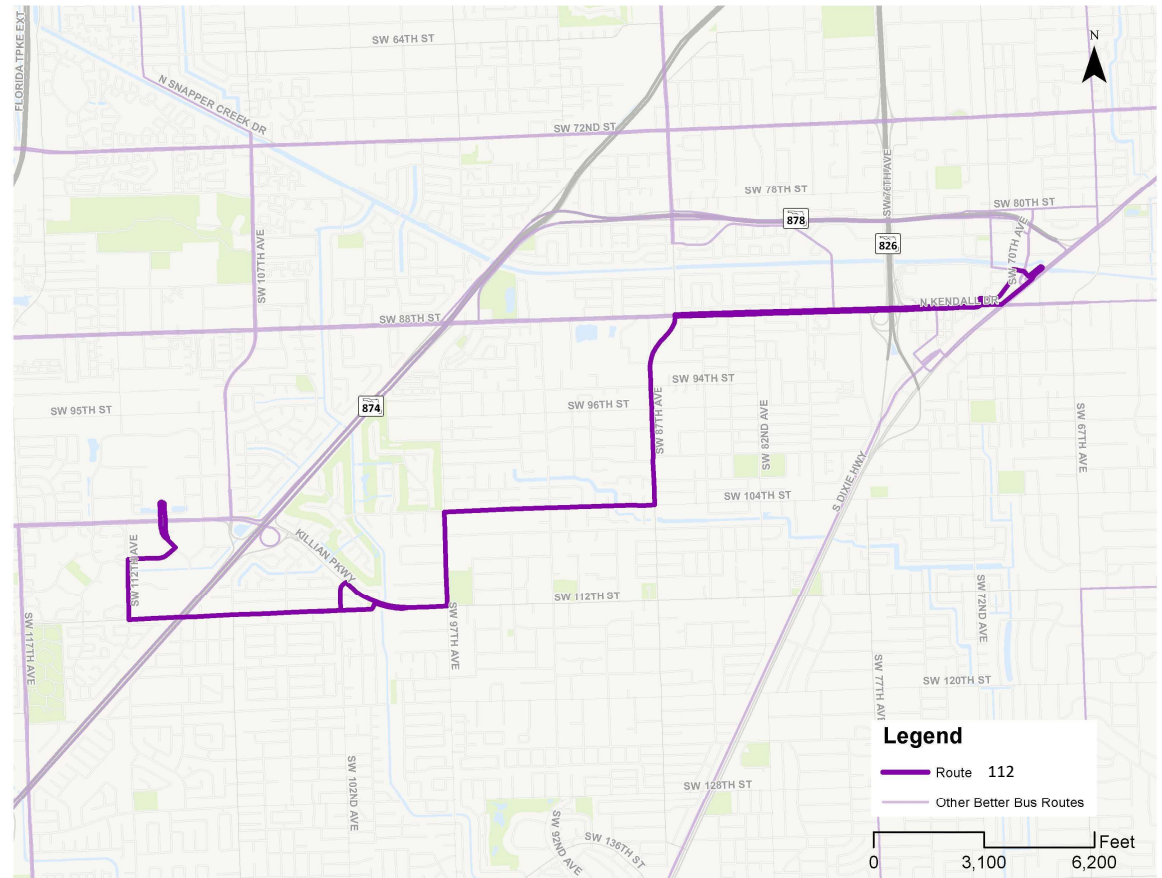 FLORIDA TPKE EXT
SW 64TH ST
N
N SNAPPER CREEK DR
SW 72ND ST
SW 76TH AVE
SW 78TH ST
SW 80TH ST
878
826
SW 70TH AVE
SW 107TH AVE
N KENDALL DR
SW 88TH ST
874
SW 94TH ST
SW 95TH ST
SW 96TH ST
SW 87TH AVE
SW 82ND AVE
SW 67TH AVE
S DIXIE HWY
SW 104TH ST
KILLIAN PKWY
SW 112TH AVE
SW 112TH ST
SW 72ND AVE
SW 117TH AVE
SW 97TH AVE
SW 77TH AVE
SW 120TH ST
SW 102ND AVE
SW 128TH ST
SW 92ND AVE
SW 136TH ST
Legend
Route 112
Other Better Bus Routes
Feet
0 3,100 6,200